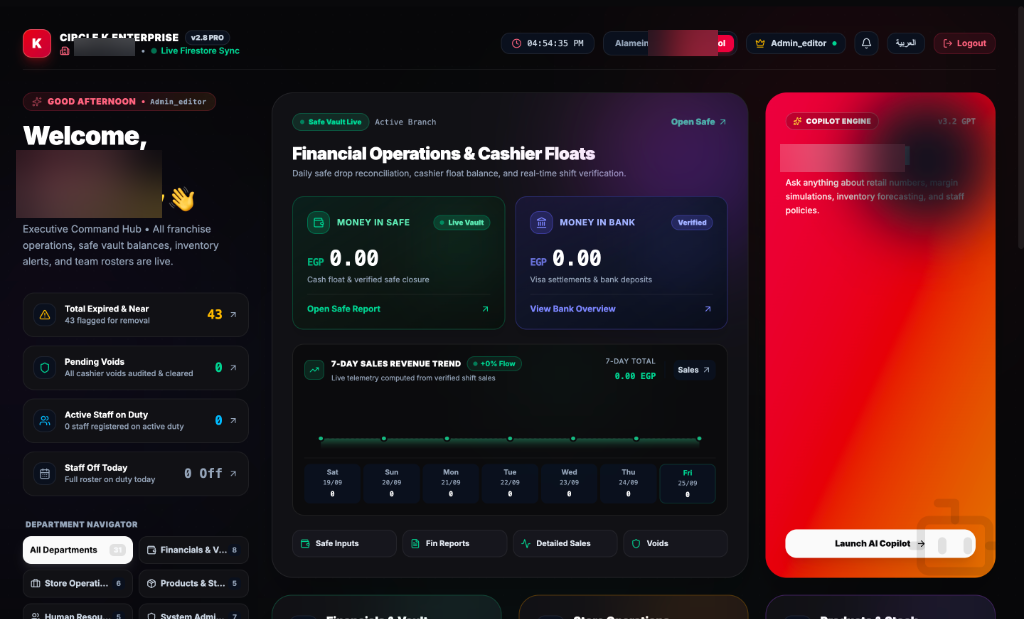 K
CIRCLE K ENTERPRISE
v2.8 PRO
• Live Firestore Sync
04:54:35 PM
Alamein
Admin_editor
العربية
Logout
GOOD AFTERNOON • Admin_editor
Welcome,
👋
Executive Command Hub • All franchise
operations, safe vault balances, inventory
alerts, and team rosters are live.
Total Expired & Near
43 flagged for removal
43
Pending Voids
All cashier voids audited & cleared
0
Active Staff on Duty
0 staff registered on active duty
0
Staff Off Today
Full roster on duty today
0 Off
DEPARTMENT NAVIGATOR
All Departments 31
Financials & V... 8
Store Operati... 6
Products & St... 5
Human Resou... 5
System Admi... 7
Safe Vault Live
Active Branch
Open Safe
Financial Operations & Cashier Floats
Daily safe drop reconciliation, cashier float balance, and real-time shift verification.
MONEY IN SAFE
Live Vault
EGP 0.00
Cash float & verified safe closure
Open Safe Report
MONEY IN BANK
Verified
EGP 0.00
Visa settlements & bank deposits
View Bank Overview
7-DAY SALES REVENUE TREND
+0% Flow
Live telemetry computed from verified shift sales
7-DAY TOTAL
0.00 EGP
Sales
Sat
19/09
0
Sun
20/09
0
Mon
21/09
0
Tue
22/09
0
Wed
23/09
0
Thu
24/09
0
Fri
25/09
0
Safe Inputs
Fin Reports
Detailed Sales
Voids
COPILOT ENGINE
v3.2 GPT
Ask anything about retail numbers, margin
simulations, inventory forecasting, and staff
policies.
Launch AI Copilot →
Financials & Vault
Store Operations
Products & Stock